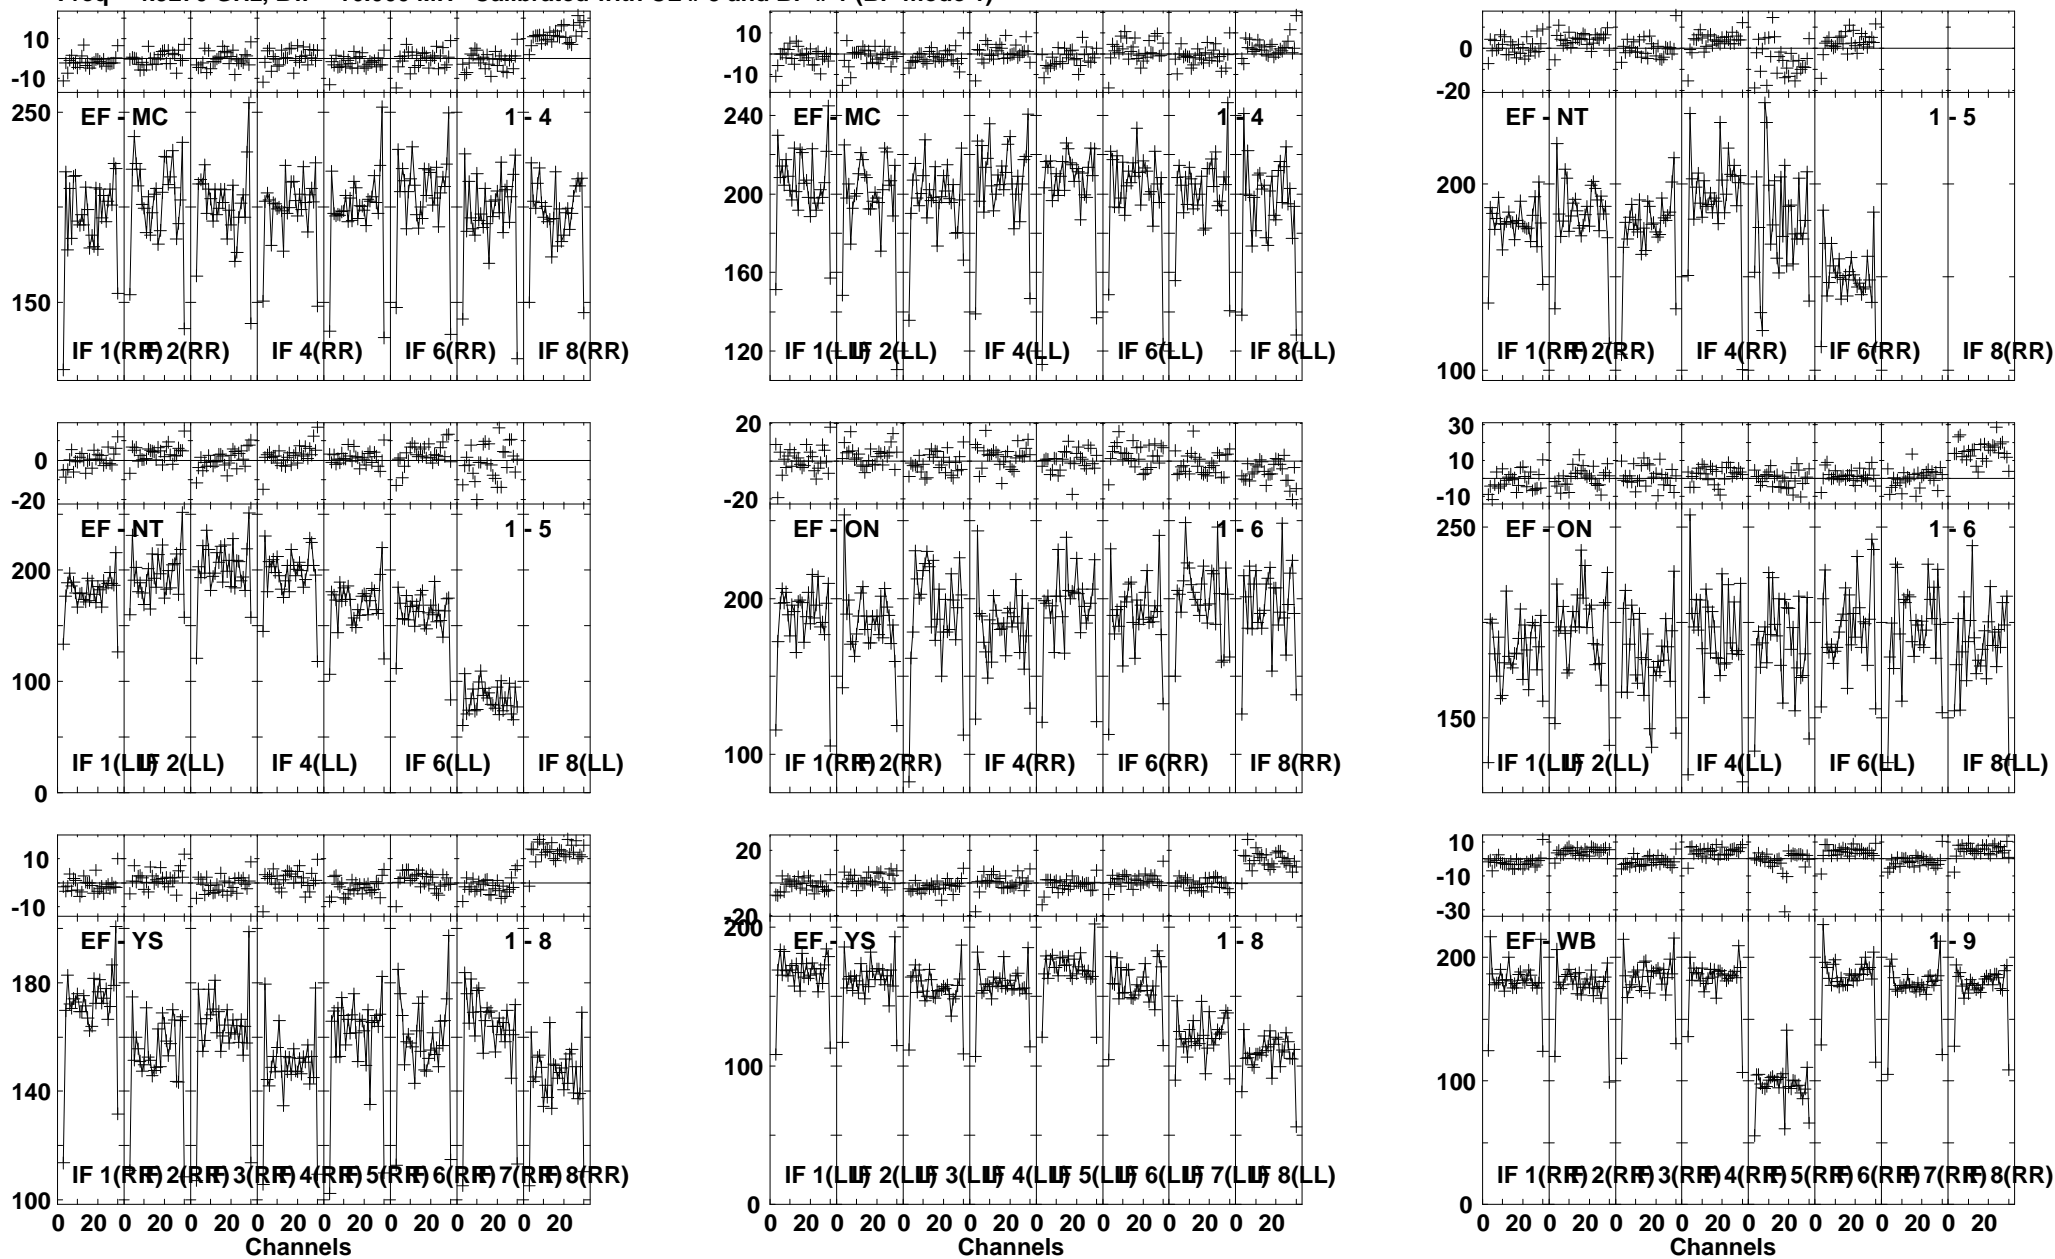 10
-10
250
150
EF - MC
1 - 4
IF 1(RR)
IF 2(RR)
IF 4(RR)
IF 6(RR)
IF 8(RR)
10
-10
240
200
160
120
EF - MC
1 - 4
IF 1(LL)
IF 2(LL)
IF 4(LL)
IF 6(LL)
IF 8(LL)
0
-20
200
100
EF - NT
1 - 5
IF 1(RR)
IF 2(RR)
IF 4(RR)
IF 6(RR)
IF 8(RR)
0
-20
200
100
0
EF - NT
1 - 5
IF 1(LL)
IF 2(LL)
IF 4(LL)
IF 6(LL)
IF 8(LL)
20
0
-20
200
100
EF - ON
1 - 6
IF 1(RR)
IF 2(RR)
IF 4(RR)
IF 6(RR)
IF 8(RR)
30
10
-10
250
150
EF - ON
1 - 6
IF 1(LL)
IF 2(LL)
IF 4(LL)
IF 6(LL)
IF 8(LL)
10
-10
180
140
100
EF - YS
1 - 8
IF 1(RR)
IF 2(RR)
IF 3(RR)
IF 4(RR)
IF 5(RR)
IF 6(RR)
IF 7(RR)
IF 8(RR)
0 20 0 20 0 20 0 20 0 20 0 20 0 20 0 20
Channels
20
0
-20
200
100
0
EF - YS
1 - 8
IF 1(LL)
IF 2(LL)
IF 3(LL)
IF 4(LL)
IF 5(LL)
IF 6(LL)
IF 7(LL)
IF 8(LL)
0 20 0 20 0 20 0 20 0 20 0 20 0 20 0 20
Channels
10
-10
-30
200
100
0
EF - WB
1 - 9
IF 1(RR)
IF 2(RR)
IF 3(RR)
IF 4(RR)
IF 5(RR)
IF 6(RR)
IF 7(RR)
IF 8(RR)
0 20 0 20 0 20 0 20 0 20 0 20 0 20 0 20
Channels